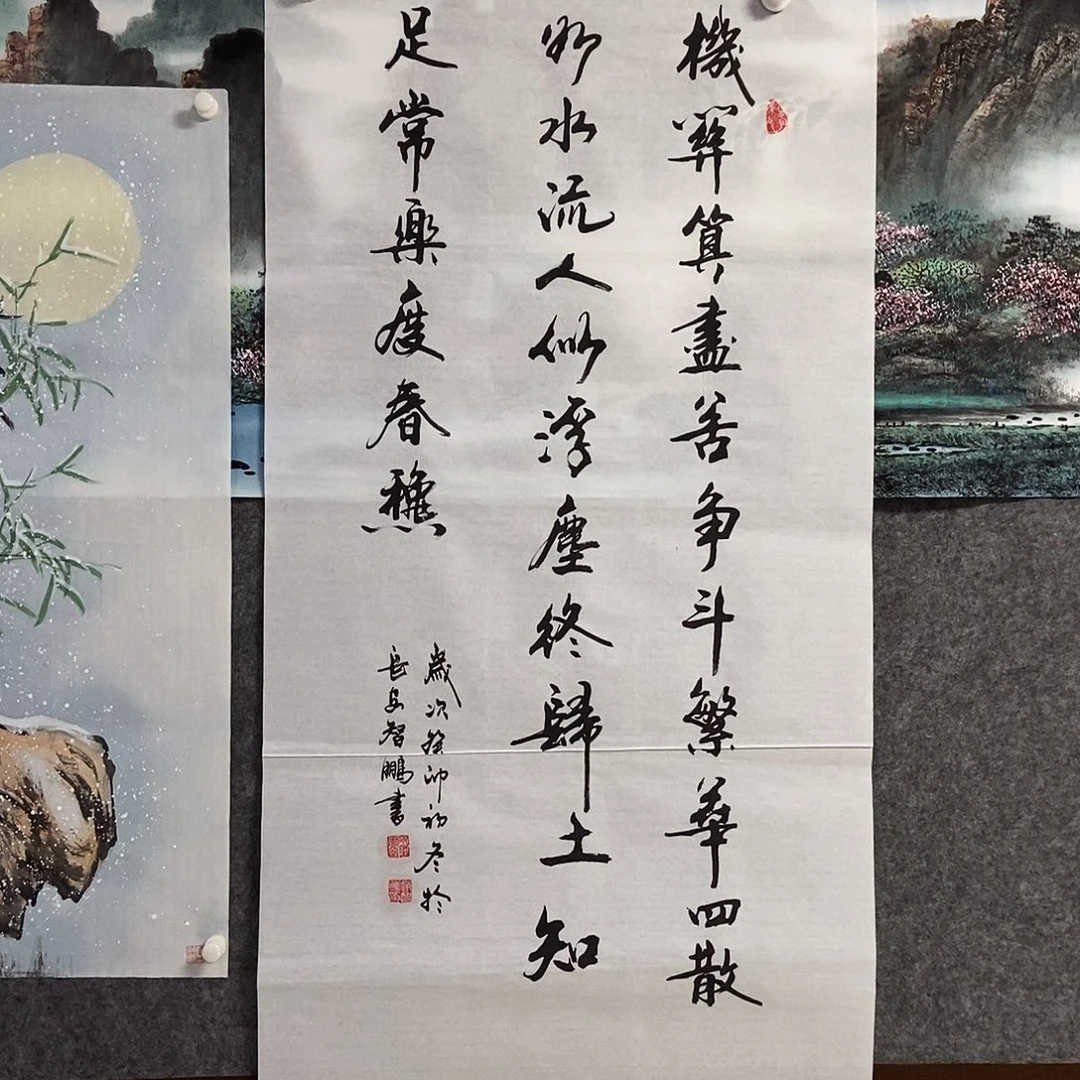 機關算盡苦争斗繁華四散
如水流人似浮塵終歸土知
足常樂度春龝
歲次癸卯初冬於
長安智鵬書